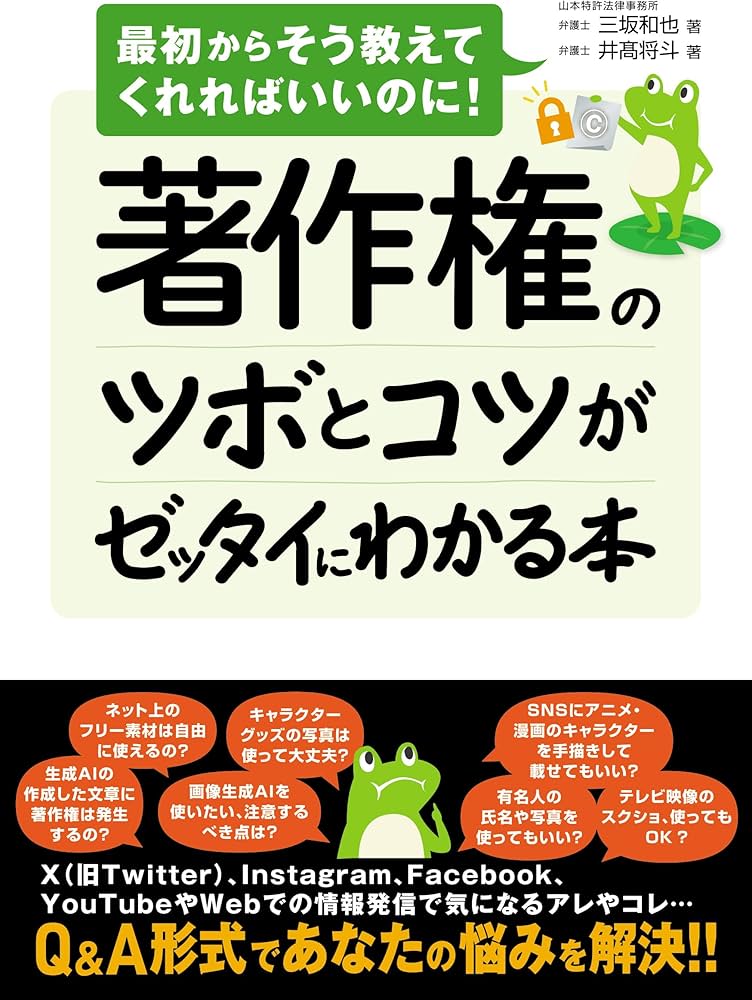 山本特許法律事務所
弁護士 三坂和也 著
弁護士 井髙将斗 著
最初からそう教えて
くれればいいのに!
©
著作権の
ツボとコツが
ゼッタイにわかる本
ネット上の
フリー素材は自由
に使えるの?
キャラクター
グッズの写真は
使って大丈夫?
SNSにアニメ・
漫画のキャラクター
を手描きして
載せてもいい?
生成AIの
作成した文章に
著作権は発生
するの?
画像生成AIを
使いたい、注意する
べき点は?
有名人の
氏名や写真を
使ってもいい?
テレビ映像の
スクショ、使っても
OK?
X(旧Twitter)、Instagram、Facebook、
YouTubeやWebでの情報発信で気になるアレやコレ…
Q&A形式であなたの悩みを解決!!